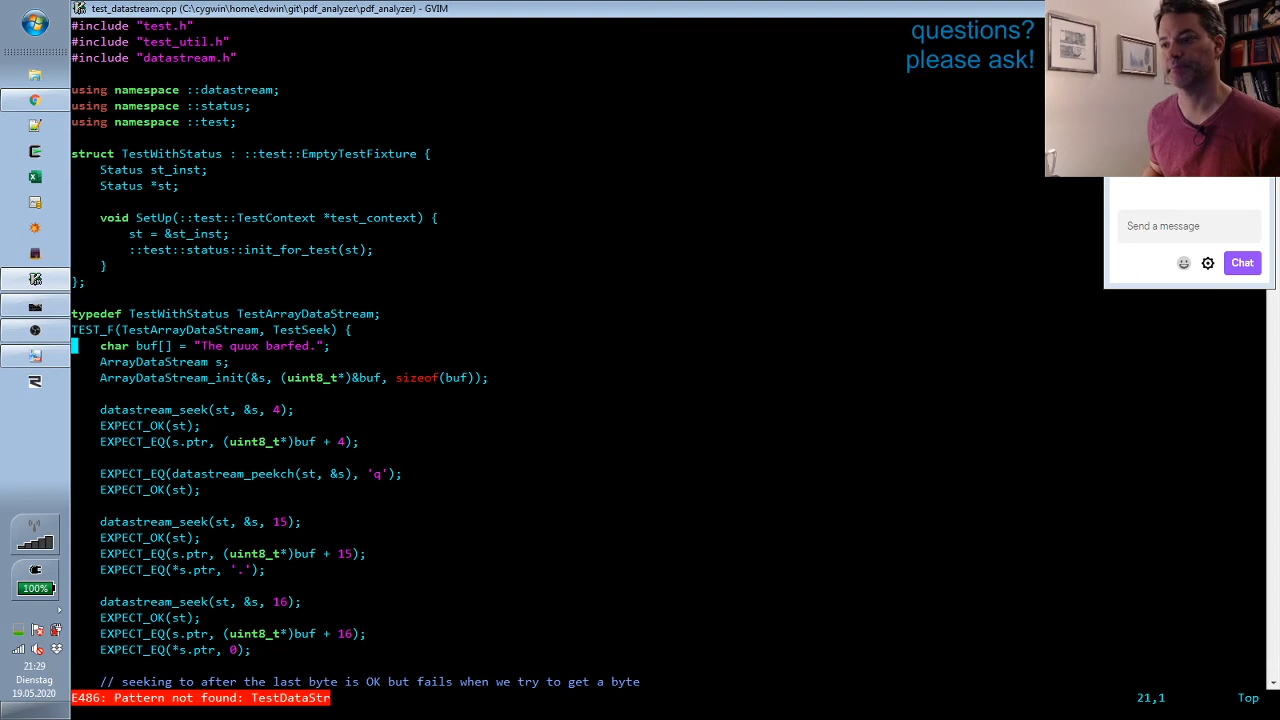 test_datastream.cpp (C:\cygwin\home\edwin\git\pdf_analyzer\pdf_analyzer) - GVIM
#include "test.h"
#include "test_util.h"
#include "datastream.h"
using namespace ::datastream;
using namespace ::status;
using namespace ::test;
struct TestWithStatus : ::test::EmptyTestFixture {
Status st_inst;
Status *st;
void SetUp(::test::TestContext *test_context) {
st = &st_inst;
::test::status::init_for_test(st);
}
};
typedef TestWithStatus TestArrayDataStream;
TEST_F(TestArrayDataStream, TestSeek) {
char buf[] = "The quux barfed.";
ArrayDataStream s;
ArrayDataStream_init(&s, (uint8_t*)&buf, sizeof(buf));
datastream_seek(st, &s, 4);
EXPECT_OK(st);
EXPECT_EQ(s.ptr, (uint8_t*)buf + 4);
EXPECT_EQ(datastream_peekch(st, &s), 'q');
EXPECT_OK(st);
datastream_seek(st, &s, 15);
EXPECT_OK(st);
EXPECT_EQ(s.ptr, (uint8_t*)buf + 15);
EXPECT_EQ(*s.ptr, '.');
datastream_seek(st, &s, 16);
EXPECT_OK(st);
EXPECT_EQ(s.ptr, (uint8_t*)buf + 16);
EXPECT_EQ(*s.ptr, 0);
// seeking to after the last byte is OK but fails when we try to get a byte
E486: Pattern not found: TestDataStr
21,1
Top
questions?
please ask!
Send a message
Chat
100%
21:29
Dienstag
19.05.2020